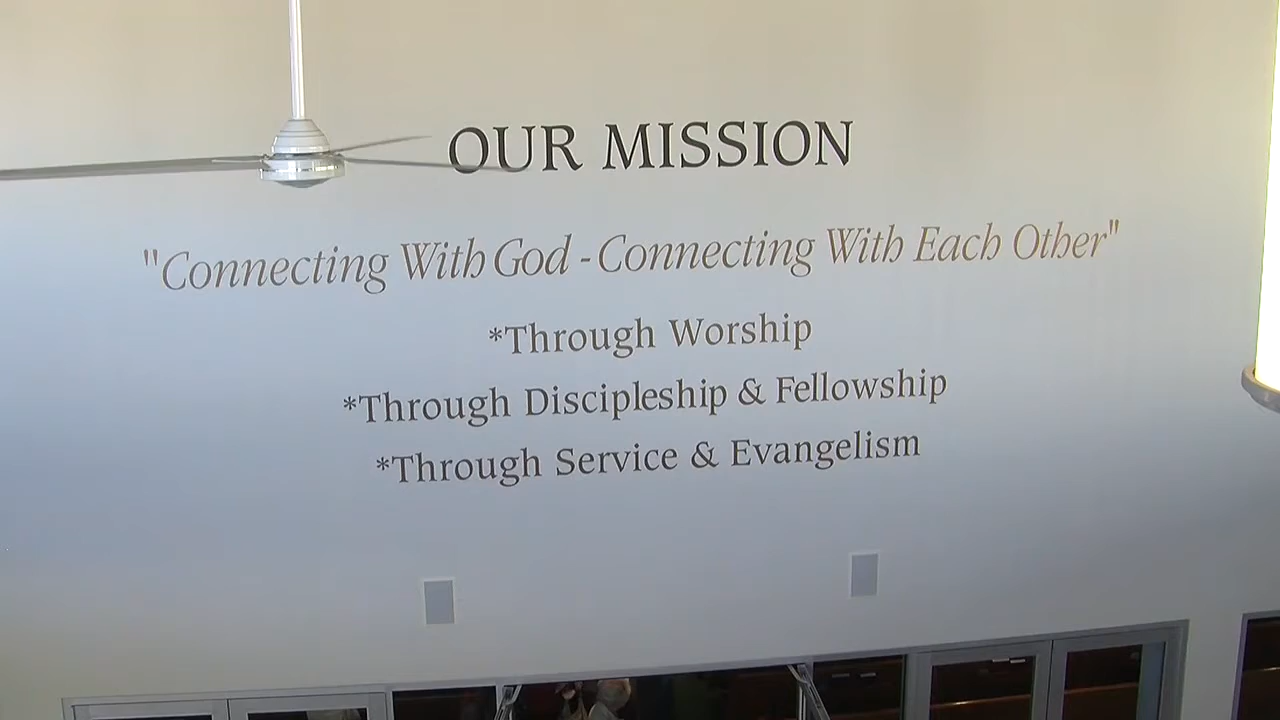 OUR MISSION
"Connecting With God - Connecting With Each Other"
*Through Worship
*Through Discipleship & Fellowship
*Through Service & Evangelism